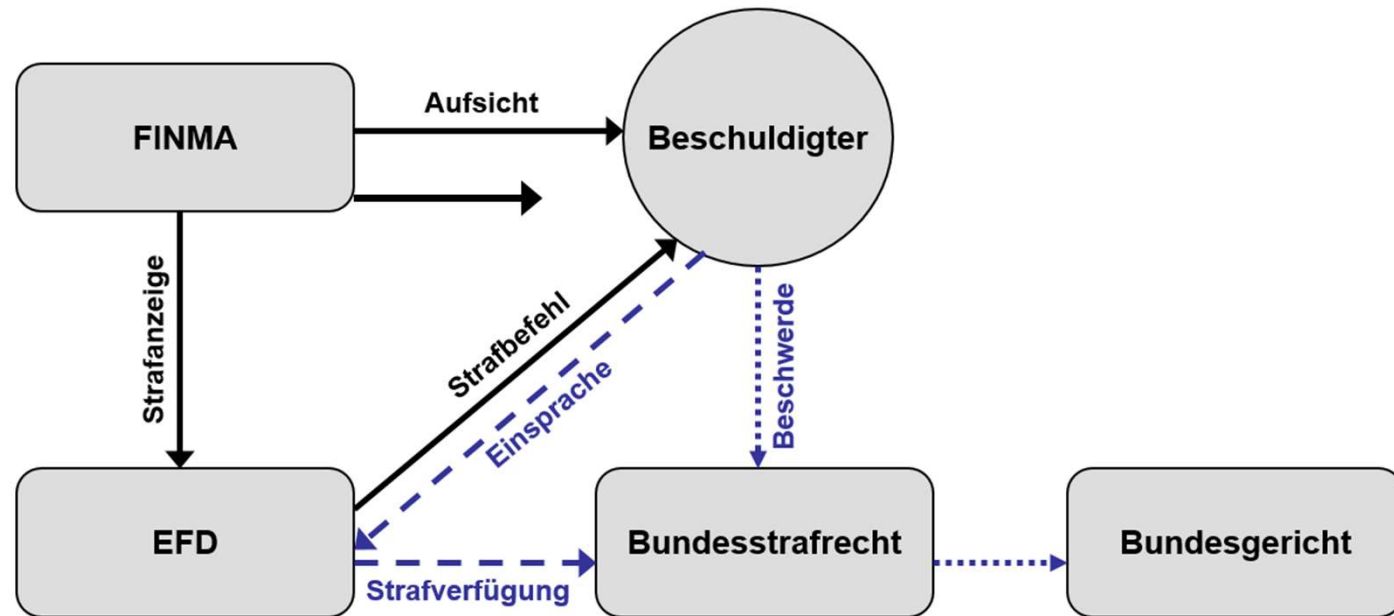 FINMA
Aufsicht
Beschuldigter
Strafanzeige
Strafbefehl
Einsprache
Beschwerde
EFD
Strafverfügung
Bundesstrafrecht
Bundesgericht